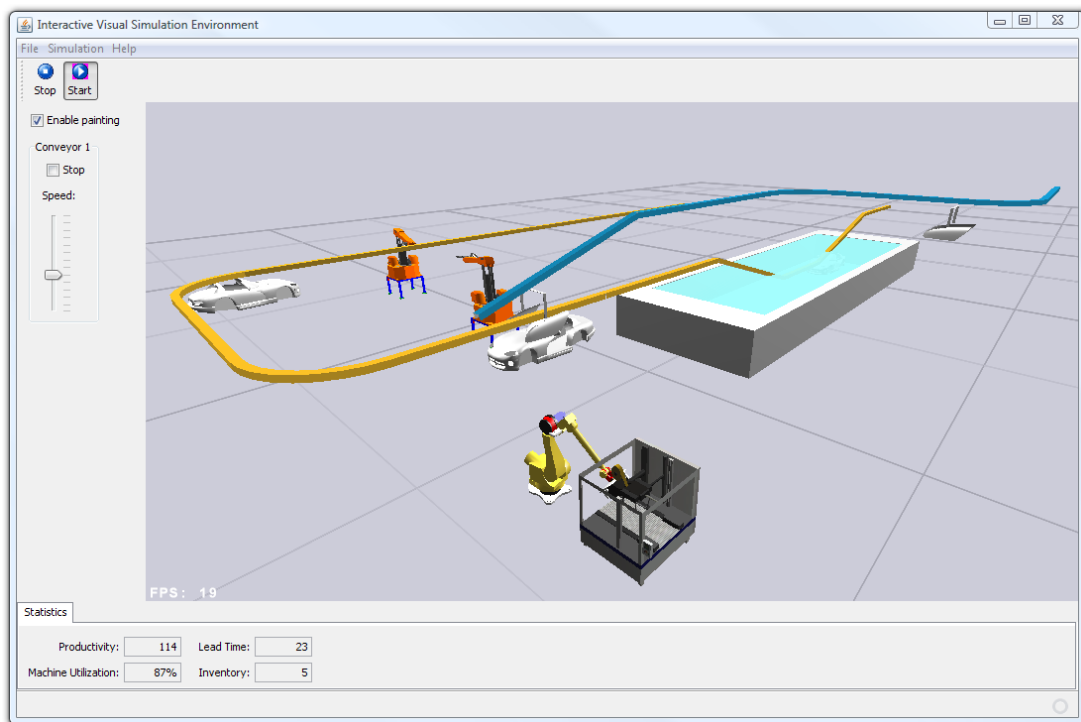 Interactive Visual Simulation Environment
File Simulation Help
Stop Start
Enable painting
Conveyor 1
Stop
Speed:
FPS: 19
Statistics
Productivity: 114 Lead Time: 23
Machine Utilization: 87% Inventory: 5